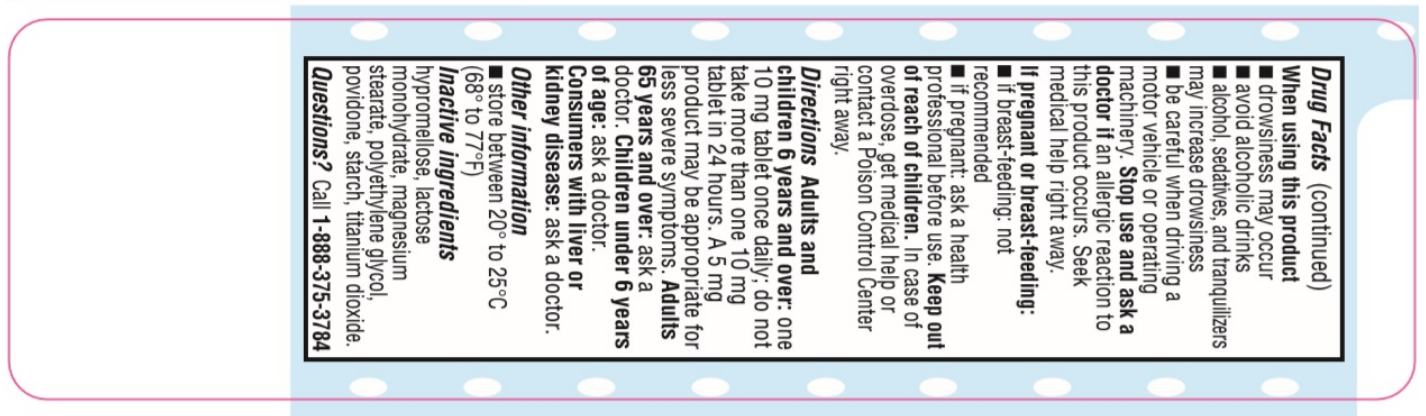 Drug Facts (continued)
When using this product
■ drowsiness may occur
■ avoid alcoholic drinks
■ alcohol, sedatives, and tranquilizers
may increase drowsiness
■ be careful when driving a
motor vehicle or operating
machinery. Stop use and ask a
doctor if an allergic reaction to
this product occurs. Seek
medical help right away.
If pregnant or breast-feeding:
■ if breast-feeding: not
recommended
■ if pregnant: ask a health
professional before use. Keep out
of reach of children. In case of
overdose, get medical help or
contact a Poison Control Center
right away.
Directions Adults and
children 6 years and over: one
10 mg tablet once daily; do not
take more than one 10 mg
tablet in 24 hours. A 5 mg
product may be appropriate for
less severe symptoms. Adults
65 years and over: ask a
doctor. Children under 6 years
of age: ask a doctor.
Consumers with liver or
kidney disease: ask a doctor.
Other information
■ store between 20° to 25°C
(68° to 77°F)
Inactive ingredients
hypromellose, lactose
monohydrate, magnesium
stearate, polyethylene glycol,
povidone, starch, titanium dioxide.
Questions? Call 1-888-375-3784